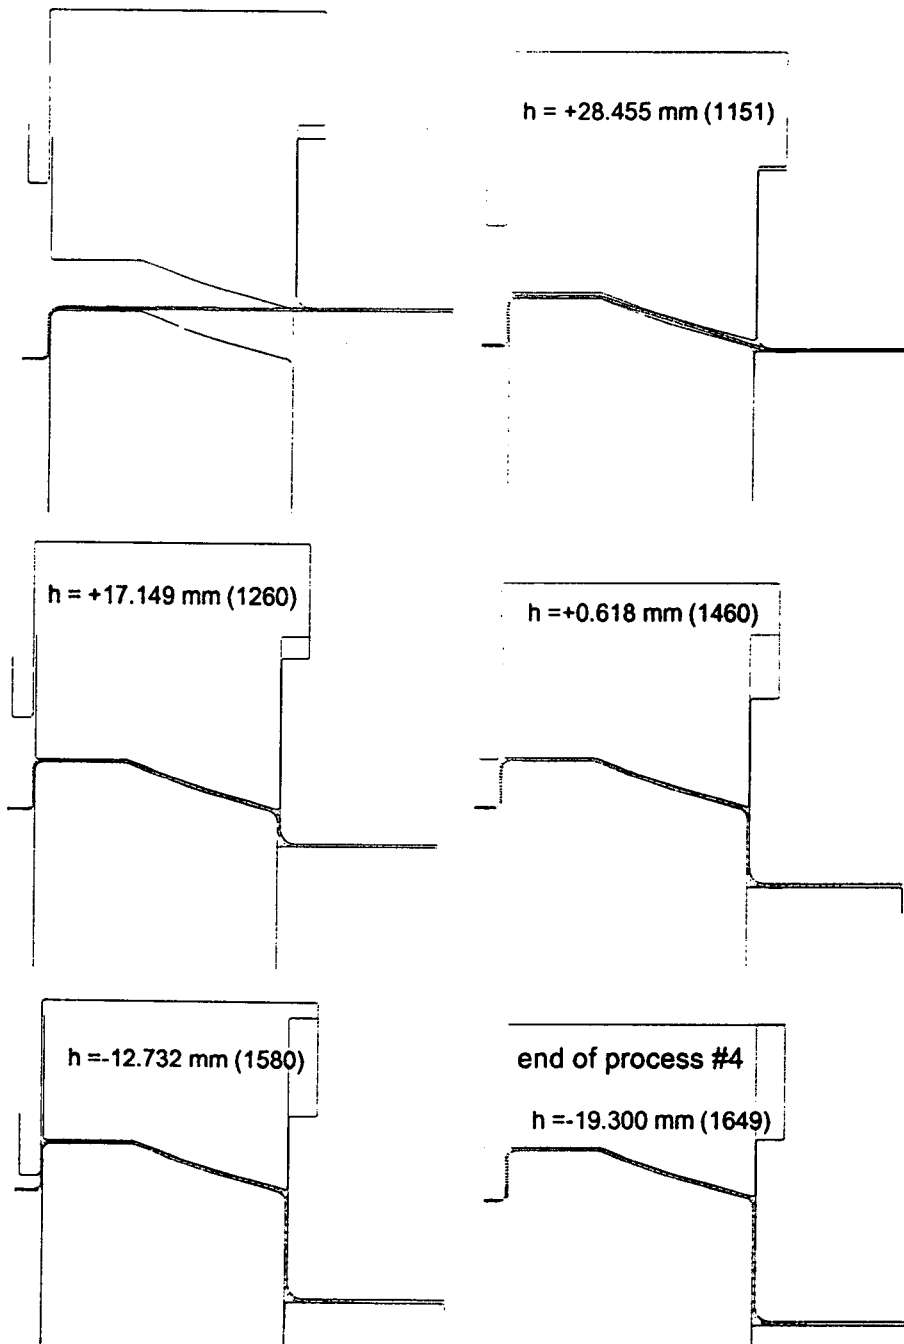 h = +28.455 mm (1151)
h = +17.149 mm (1260)
h =+0.618 mm (1460)
h =-12.732 mm (1580)
end of process #4
h =-19.300 mm (1649)